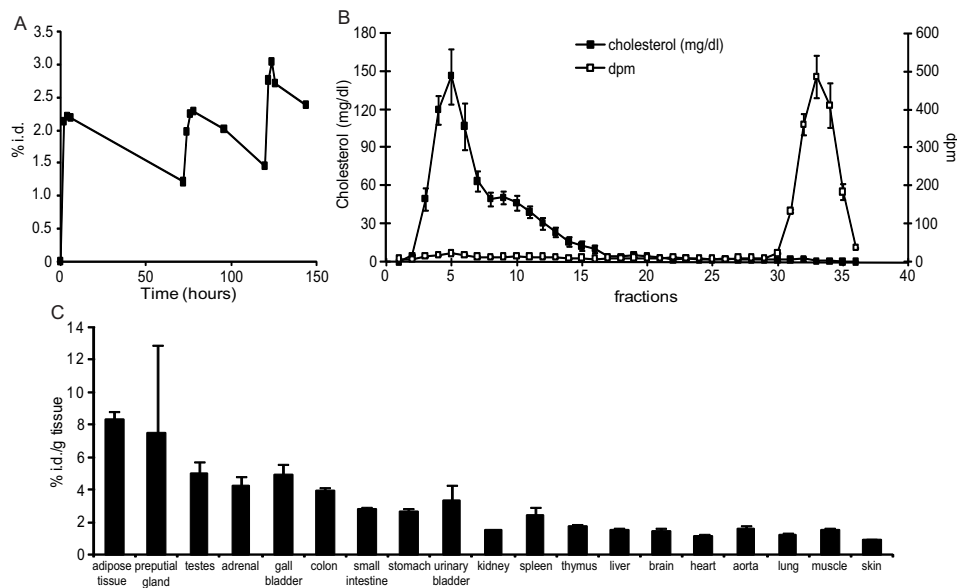 A
% i.d.
3.5
3.0
2.5
2.0
1.5
1.0
0.5
0.0
0
50
100
150
Time (hours)
B
Cholesterol (mg/dl)
180
150
120
90
60
30
0
cholesterol (mg/dl)
dpm
600
500
400
300
200
100
0
dpm
0 5 10 15 20 25 30 35 40
fractions
C
% i.d./g tissue
14
12
10
8
6
4
2
0
adipose preputial testes adrenal gall colon small stomach urinary kidney spleen thymus liver brain heart aorta lung muscle skin
tissue gland bladder intestine bladder